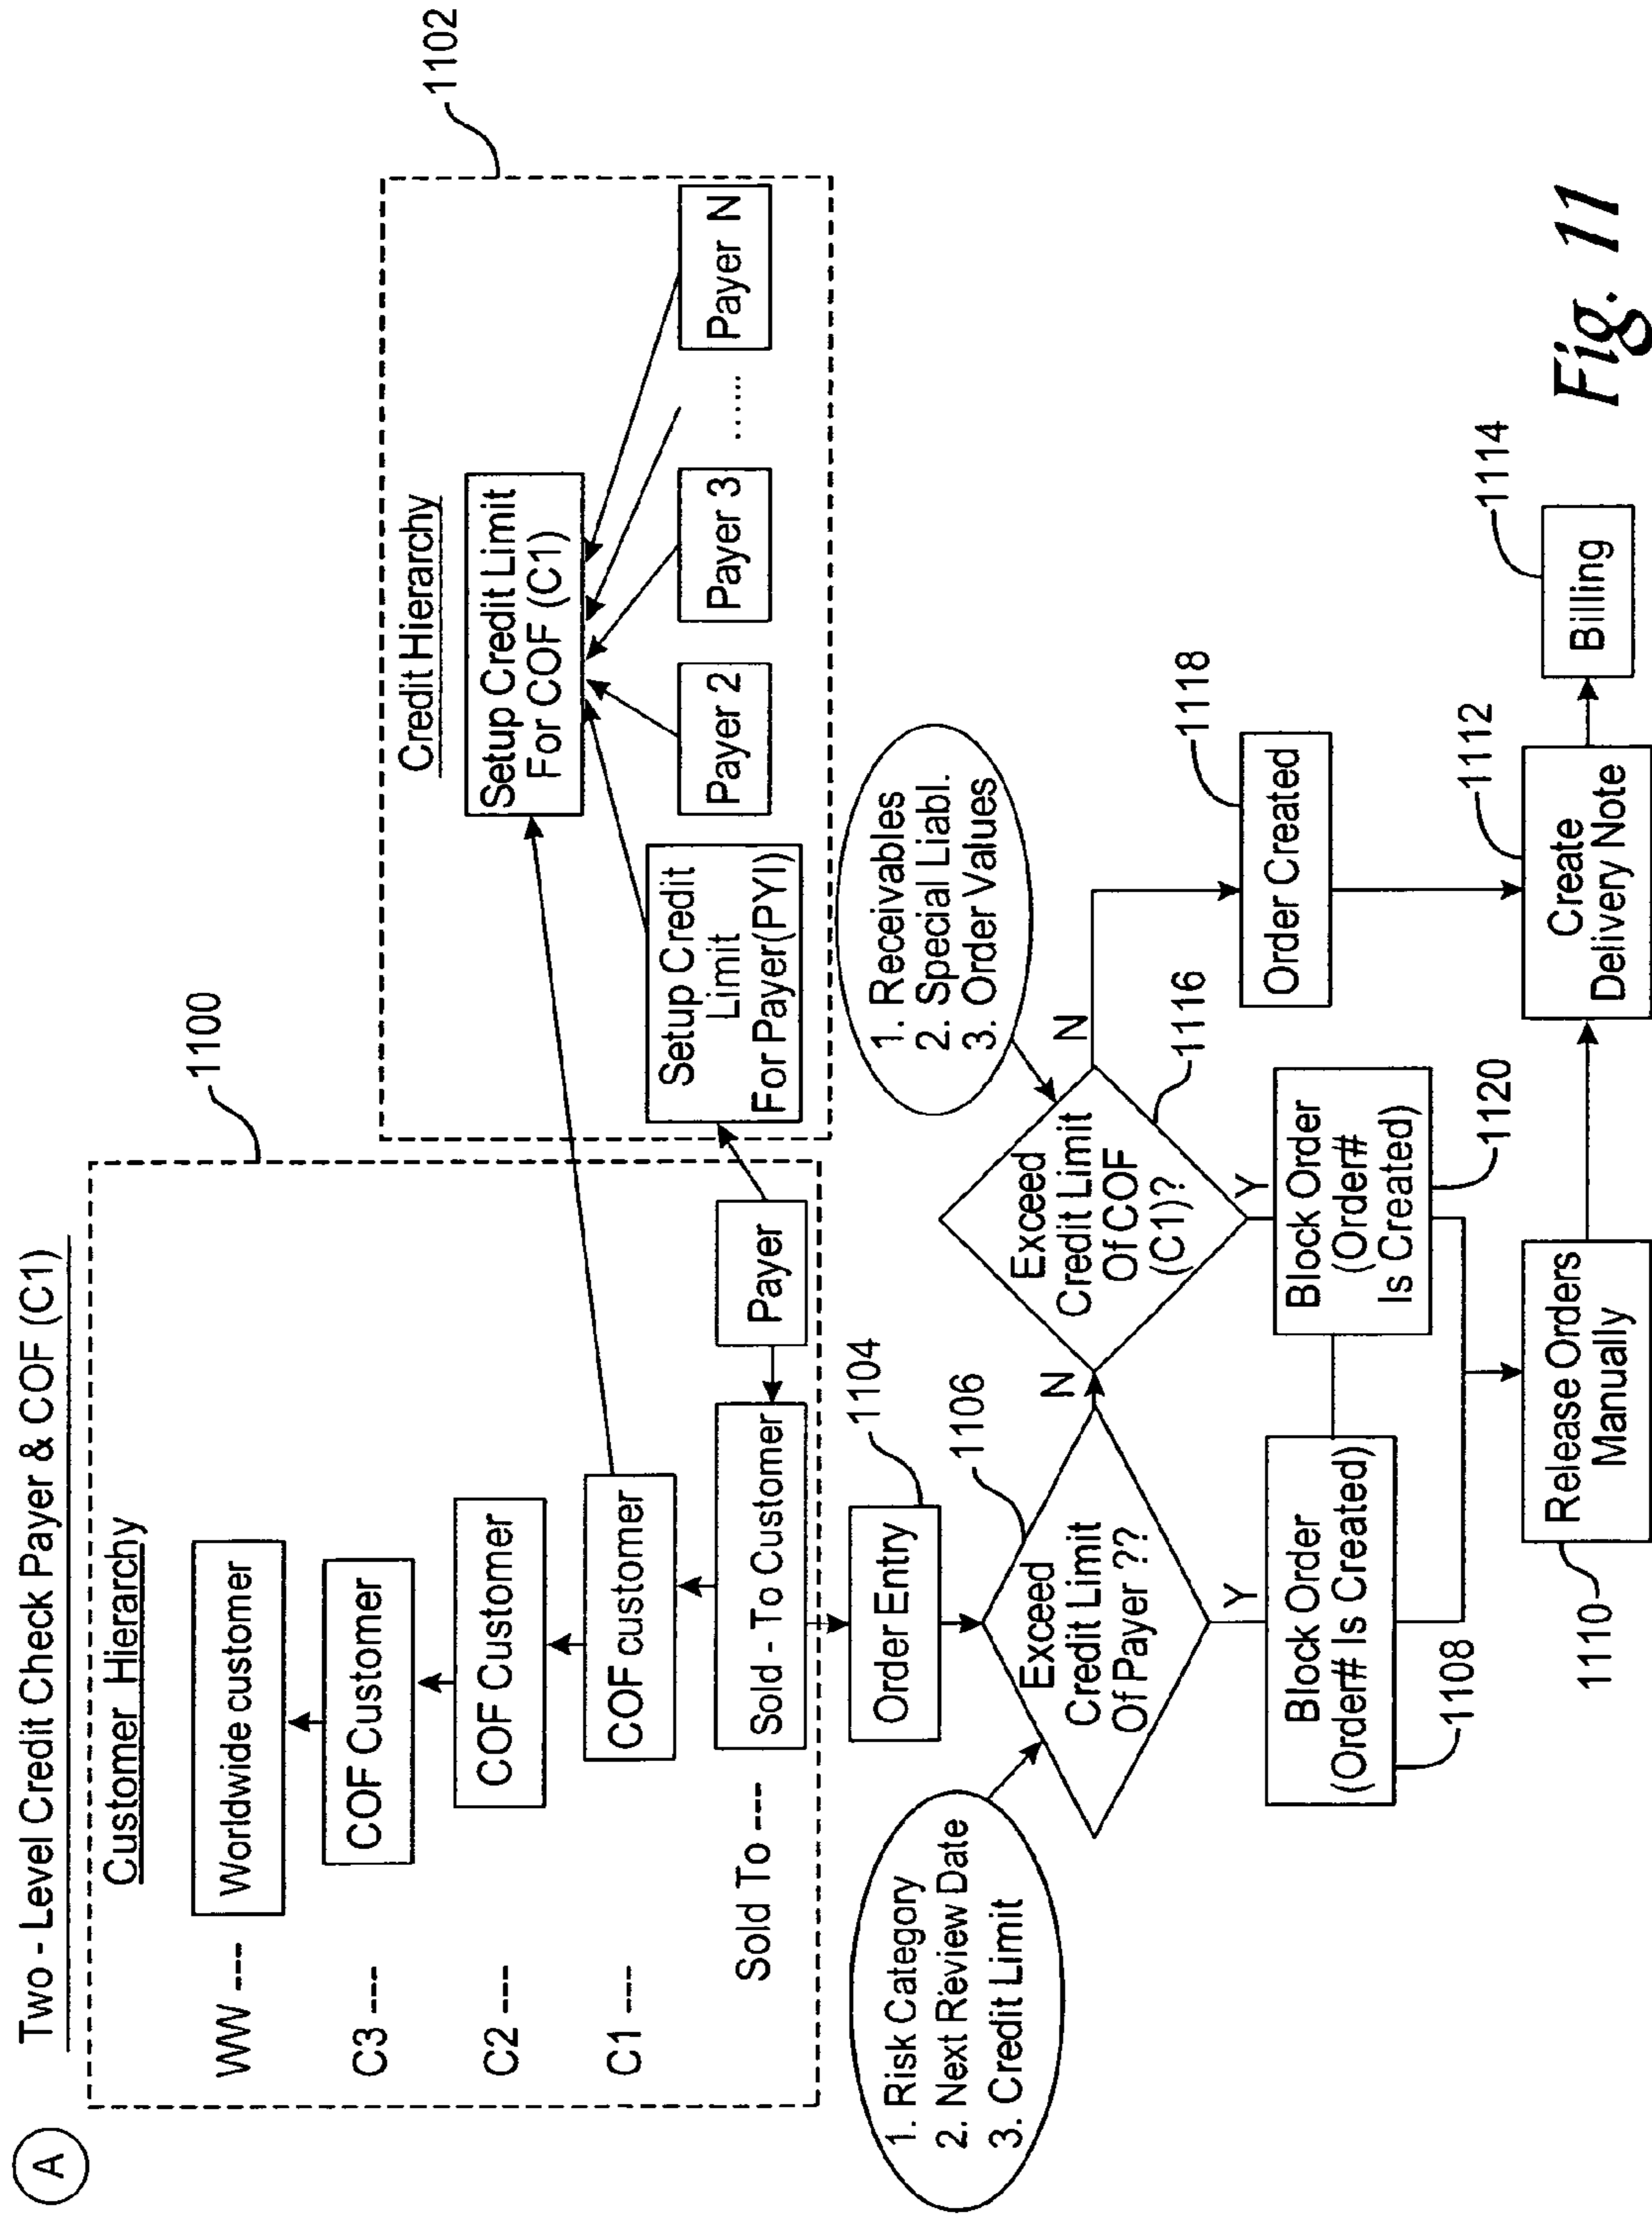 A
Two - Level Credit Check Payer & COF (C1)
Customer Hierarchy
1100
WW ---
Worldwide customer
C3 ---
COF Customer
C2 ---
COF Customer
C1 ---
COF customer
Sold To ---
Sold - To Customer
Payer
1102
Credit Hierarchy
Setup Credit Limit
For COF (C1)
Setup Credit
Limit
For Payer(PYI)
Payer 2
Payer 3
......
Payer N
Order Entry
1104
1. Risk Category
2. Next Review Date
3. Credit Limit
Exceed
Credit Limit
Of Payer ??
1106
N
Y
1. Receivables
2. Special Liabl.
3. Order Values
Exceed
Credit Limit
Of COF
(C1)?
1116
N
Y
Block Order
(Order# Is Created)
1108
Block Order
(Order#
Is Created)
1120
Order Created
1118
Release Orders
Manually
1110
Create
Delivery Note
1112
Billing
1114
Fig. 11